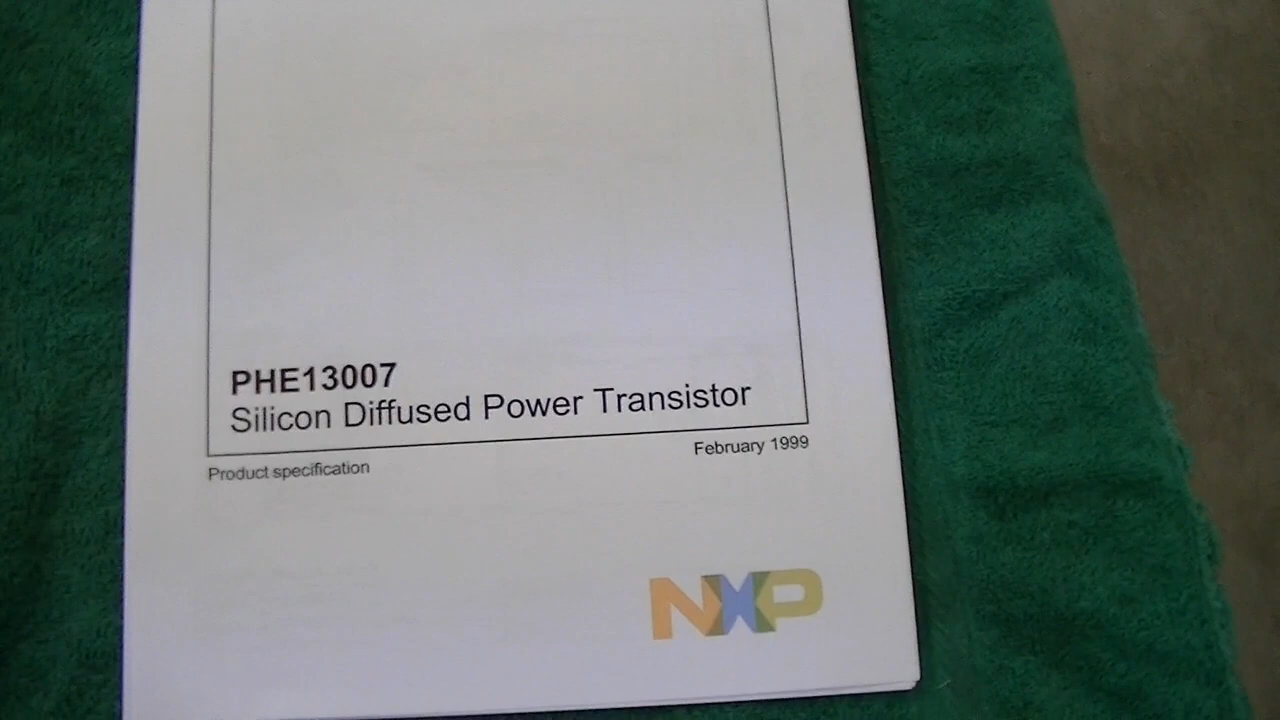 PHE13007
Silicon Diffused Power Transistor
Product specification
February 1999
NXP